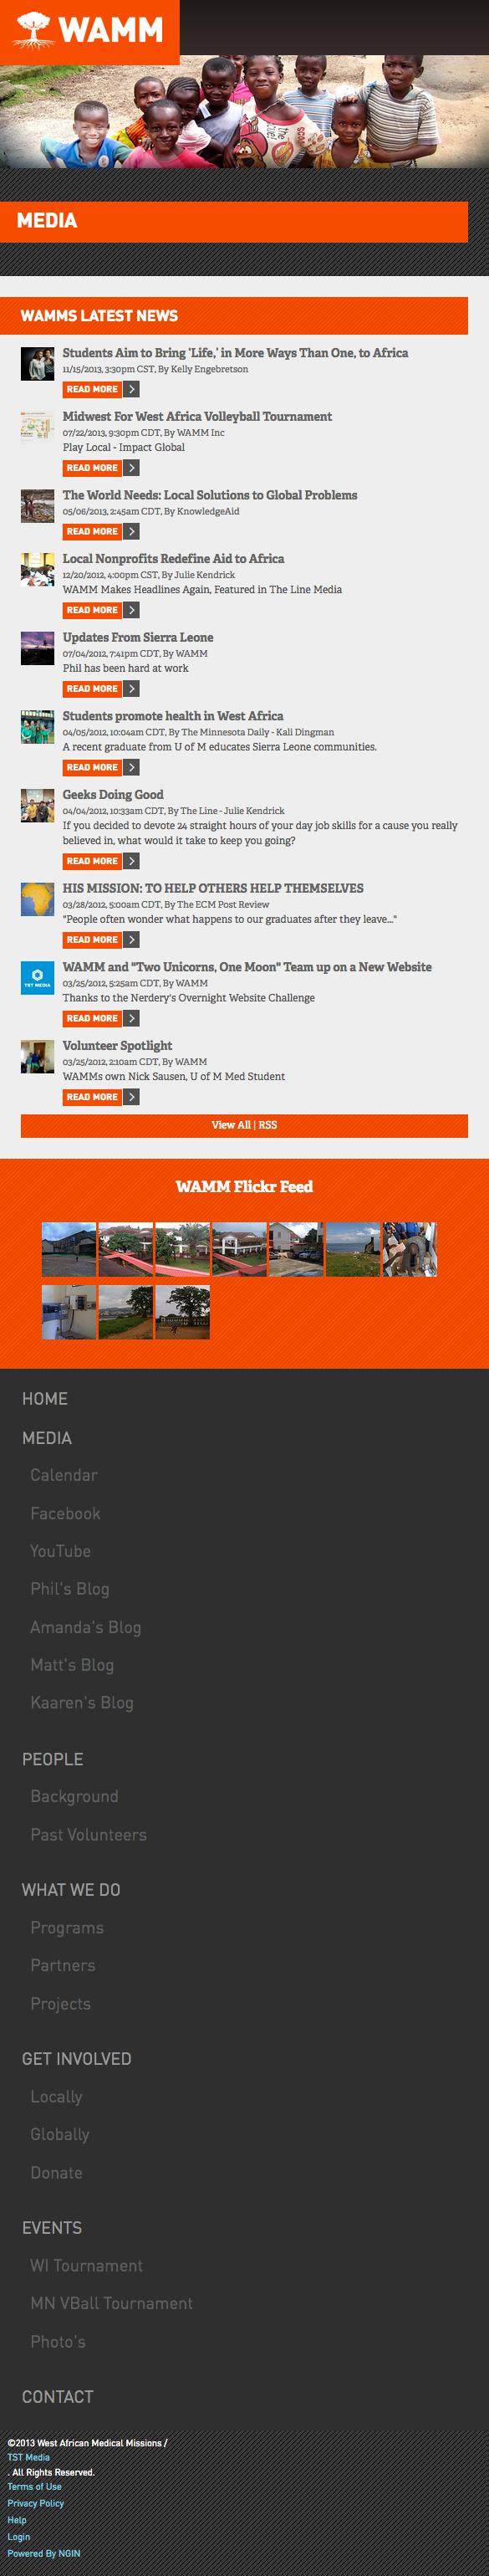 WAMM
MEDIA
WAMMS LATEST NEWS
Students Aim to Bring 'Life,' in More Ways Than One, to Africa
11/15/2013, 3:30pm CST, By Kelly Engebretson
READ MORE
Midwest For West Africa Volleyball Tournament
07/22/2013, 9:30pm CDT, By WAMM Inc
Play Local - Impact Global
READ MORE
The World Needs: Local Solutions to Global Problems
05/06/2013, 2:45am CDT, By KnowledgeAid
READ MORE
Local Nonprofits Redefine Aid to Africa
12/20/2012, 4:00pm CST, By Julie Kendrick
WAMM Makes Headlines Again, Featured in The Line Media
READ MORE
Updates From Sierra Leone
07/04/2012, 7:41pm CDT, By WAMM
Phil has been hard at work
READ MORE
Students promote health in West Africa
04/05/2012, 10:04am CDT, By The Minnesota Daily - Kali Dingman
A recent graduate from U of M educates Sierra Leone communities.
READ MORE
Geeks Doing Good
04/04/2012, 10:33am CDT, By The Line - Julie Kendrick
If you decided to devote 24 straight hours of your day job skills for a cause you really
believed in, what would it take to keep you going?
READ MORE
HIS MISSION: TO HELP OTHERS HELP THEMSELVES
03/28/2012, 5:00am CDT, By The ECM Post Review
"People often wonder what happens to our graduates after they leave..."
READ MORE
TST MEDIA
WAMM and "Two Unicorns, One Moon" Team up on a New Website
03/25/2012, 5:25am CDT, By WAMM
Thanks to the Nerdery's Overnight Website Challenge
READ MORE
Volunteer Spotlight
03/25/2012, 2:10am CDT, By WAMM
WAMMs own Nick Sausen, U of M Med Student
READ MORE
View All | RSS
WAMM Flickr Feed
HOME
MEDIA
Calendar
Facebook
YouTube
Phil's Blog
Amanda's Blog
Matt's Blog
Kaaren's Blog
PEOPLE
Background
Past Volunteers
WHAT WE DO
Programs
Partners
Projects
GET INVOLVED
Locally
Globally
Donate
EVENTS
WI Tournament
MN VBall Tournament
Photo's
CONTACT
©2013 West African Medical Missions /
TST Media
. All Rights Reserved.
Terms of Use
Privacy Policy
Help
Login
Powered By NGIN